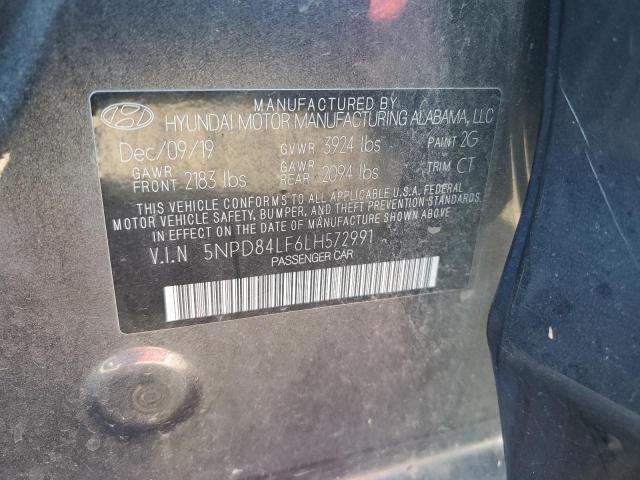 MANUFACTURED BY
HYUNDAI MOTOR MANUFACTURING ALABAMA, LLC
Dec/09/19 GVWR 3924 lbs PAINT 2G
GAWR FRONT 2183 lbs GAWR REAR 2094 lbs TRIM CT
THIS VEHICLE CONFORMS TO ALL APPLICABLE U.S.A. FEDERAL
MOTOR VEHICLE SAFETY, BUMPER, AND THEFT PREVENTION STANDARDS
IN EFFECT ON THE DATE OF MANUFACTURE SHOWN ABOVE.
V.I.N 5NPD84LF6LH572991
PASSENGER CAR